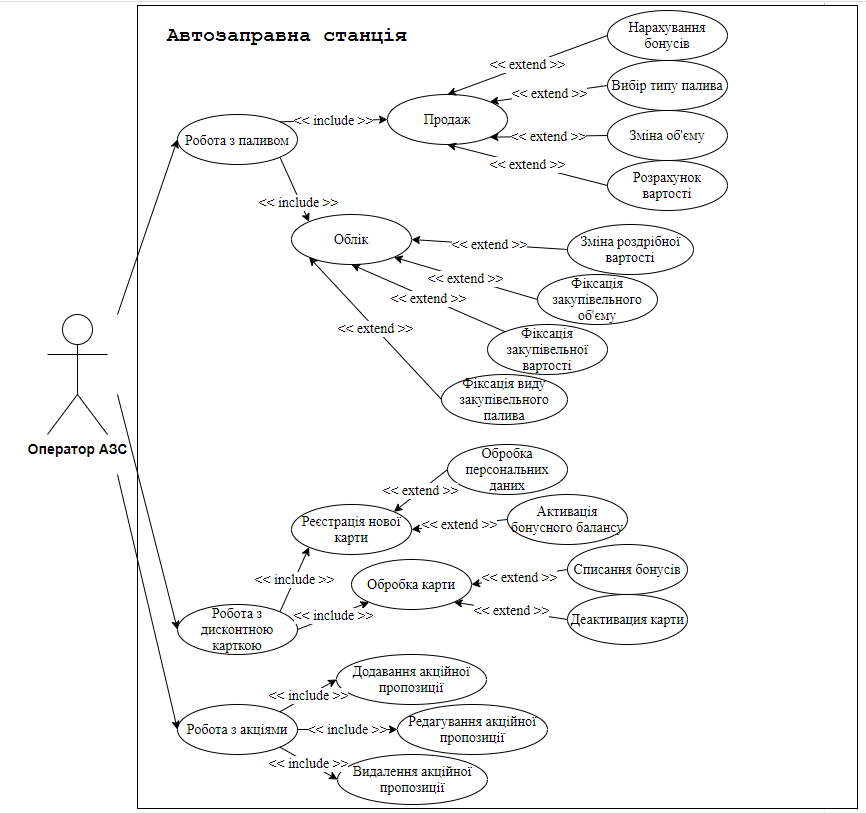 Автозаправна станція
Нарахування
бонусів
<< extend >>
Вибір типу палива
<< extend >>
<< include >>
Продаж
Робота з паливом
<< extend >>
Зміна об'єму
<< extend >>
Розрахунок
вартості
<< include >>
Облік
<< extend >>
Зміна роздрібної
вартості
<< extend >>
Фіксація
закупівельного
об'єму
<< extend >>
<< extend >>
Фіксація
закупівельної
вартості
Фіксація виду
закупівельного
палива
Оператор АЗС
Обробка
персональних
даних
<< extend >>
Активація
бонусного балансу
<< extend >>
Реєстрація нової
карти
<< include >>
Обробка карти
<< extend >>
Списання бонусів
<< include >>
<< extend >>
Деактивация карти
Робота з
дисконтною
карткою
Додавання акційної
пропозиції
<< include >>
Робота з акціями
<< include >>
Редагування акційної
пропозиції
<< include >>
Видалення акційної
пропозиції